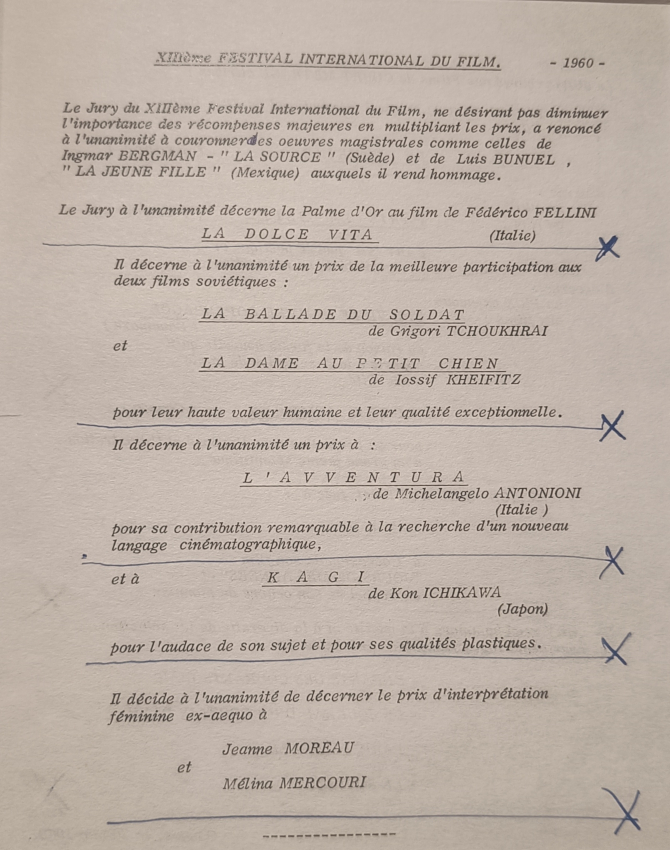 XIIIème FESTIVAL INTERNATIONAL DU FILM. - 1960 -
Le Jury du XIIIème Festival International du Film, ne désirant pas diminuer
l'importance des récompenses majeures en multipliant les prix, a renoncé
à l'unanimité à couronner des oeuvres magistrales comme celles de
Ingmar BERGMAN - " LA SOURCE " (Suède) et de Luis BUNUEL ,
" LA JEUNE FILLE " (Mexique) auxquels il rend hommage.
Le Jury à l'unanimité décerne la Palme d'Or au film de Fédérico FELLINI
LA DOLCE VITA (Italie)
Il décerne à l'unanimité un prix de la meilleure participation aux
deux films soviétiques :
LA BALLADE DU SOLDAT
de Grigori TCHOUKHRAI
et
LA DAME AU PETIT CHIEN
de Iossif KHEIFITZ
pour leur haute valeur humaine et leur qualité exceptionnelle.
Il décerne à l'unanimité un prix à :
L'AVVENTURA
de Michelangelo ANTONIONI
(Italie )
pour sa contribution remarquable à la recherche d'un nouveau
langage cinématographique,
et à KAGI
de Kon ICHIKAWA
(Japon)
pour l'audace de son sujet et pour ses qualités plastiques.
Il décide à l'unanimité de décerner le prix d'interprétation
féminine ex-aequo à
Jeanne MOREAU
et
Mélina MERCOURI